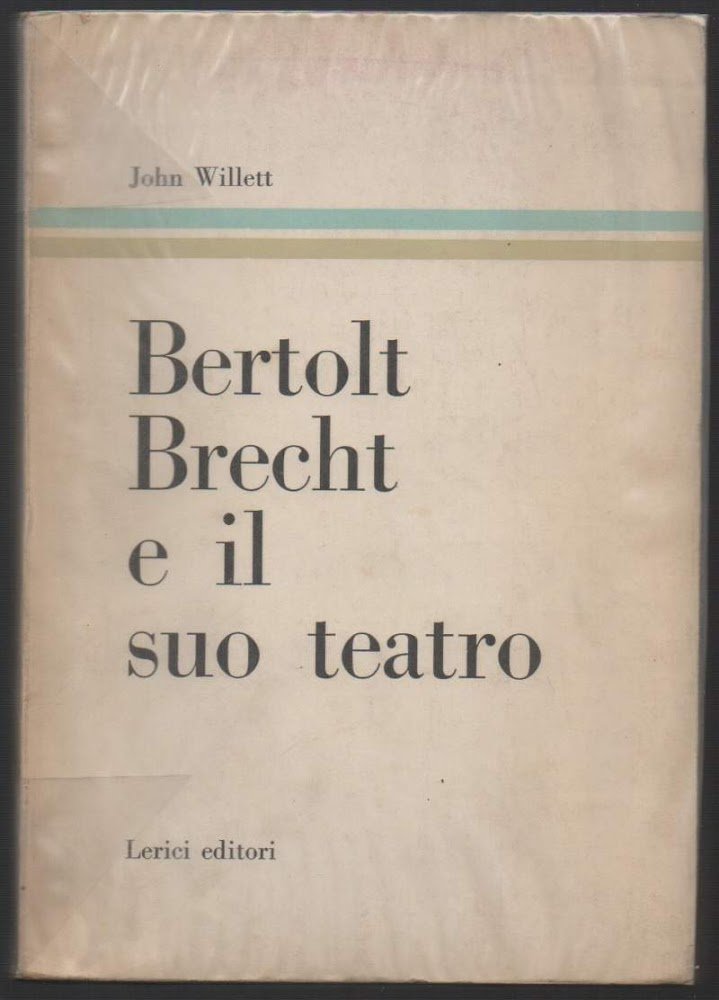 John Willett
Bertolt
Brecht
e il
suo teatro
Lerici editori